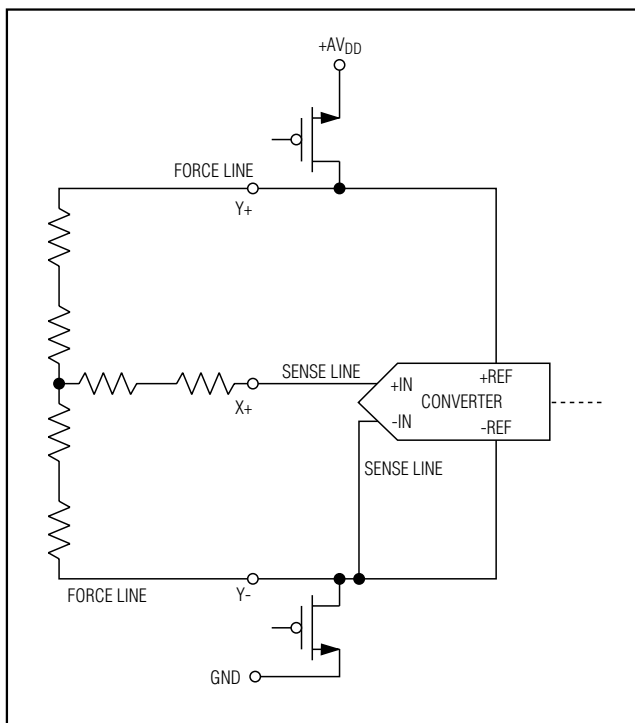 +AVDD
FORCE LINE
Y+
SENSE LINE
X+
+IN
+REF
CONVERTER
-IN
-REF
SENSE LINE
FORCE LINE
Y-
GND